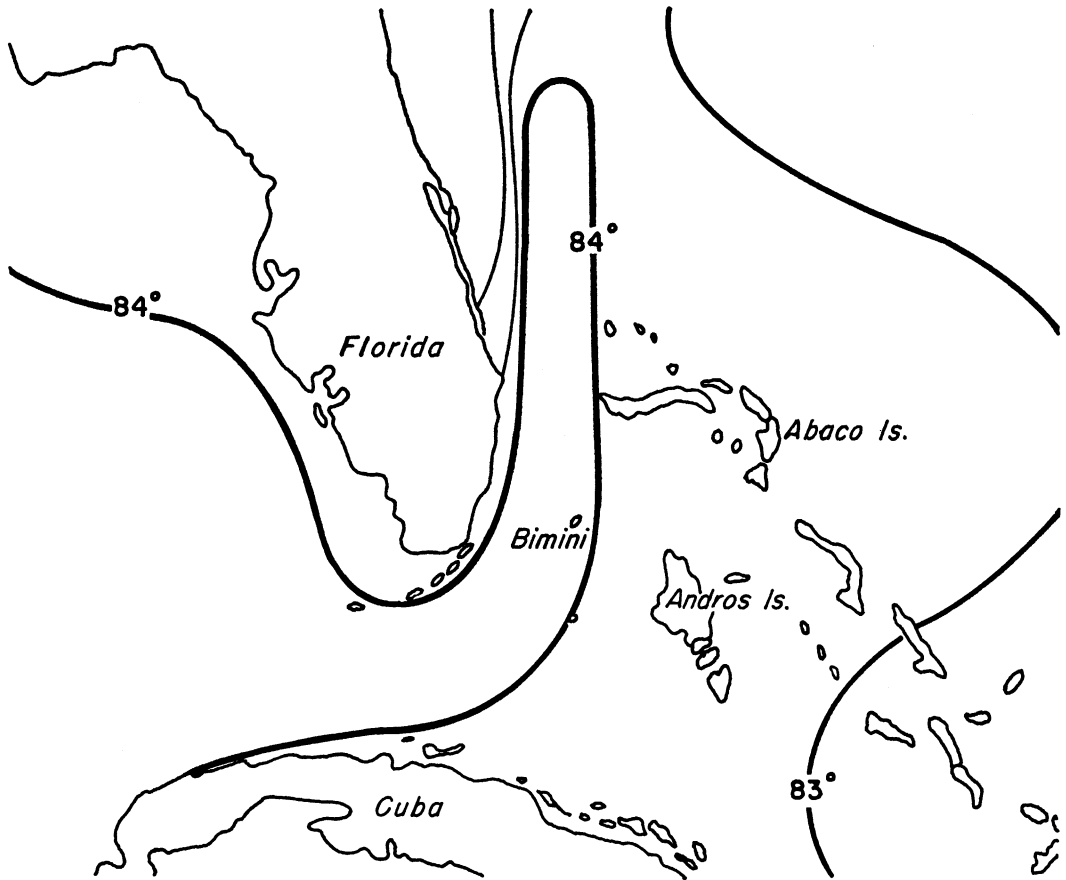 84°
84°
Florida
Abaco Is.
Bimini
Andros Is.
83°
Cuba